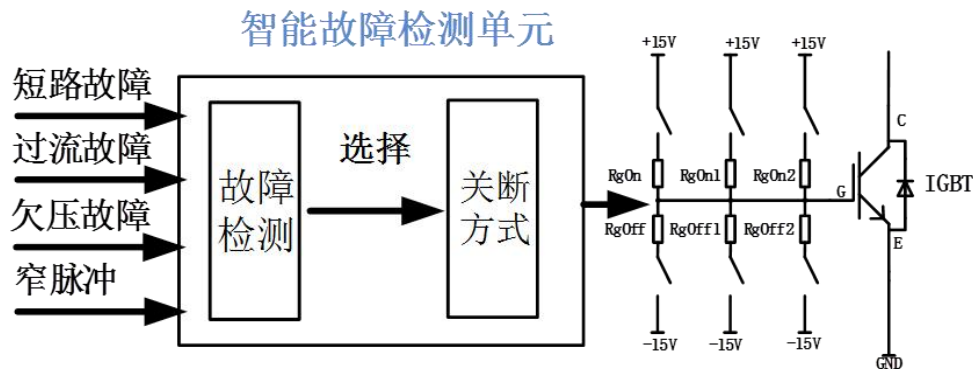 智能故障检测单元
短路故障
过流故障
欠压故障
窄脉冲
故障
检测
选择
关断
方式
+15V +15V +15V
RgOn RgOn1 RgOn2
RgOff RgOff1 RgOff2
-15V -15V -15V
G
C
E
IGBT
GND